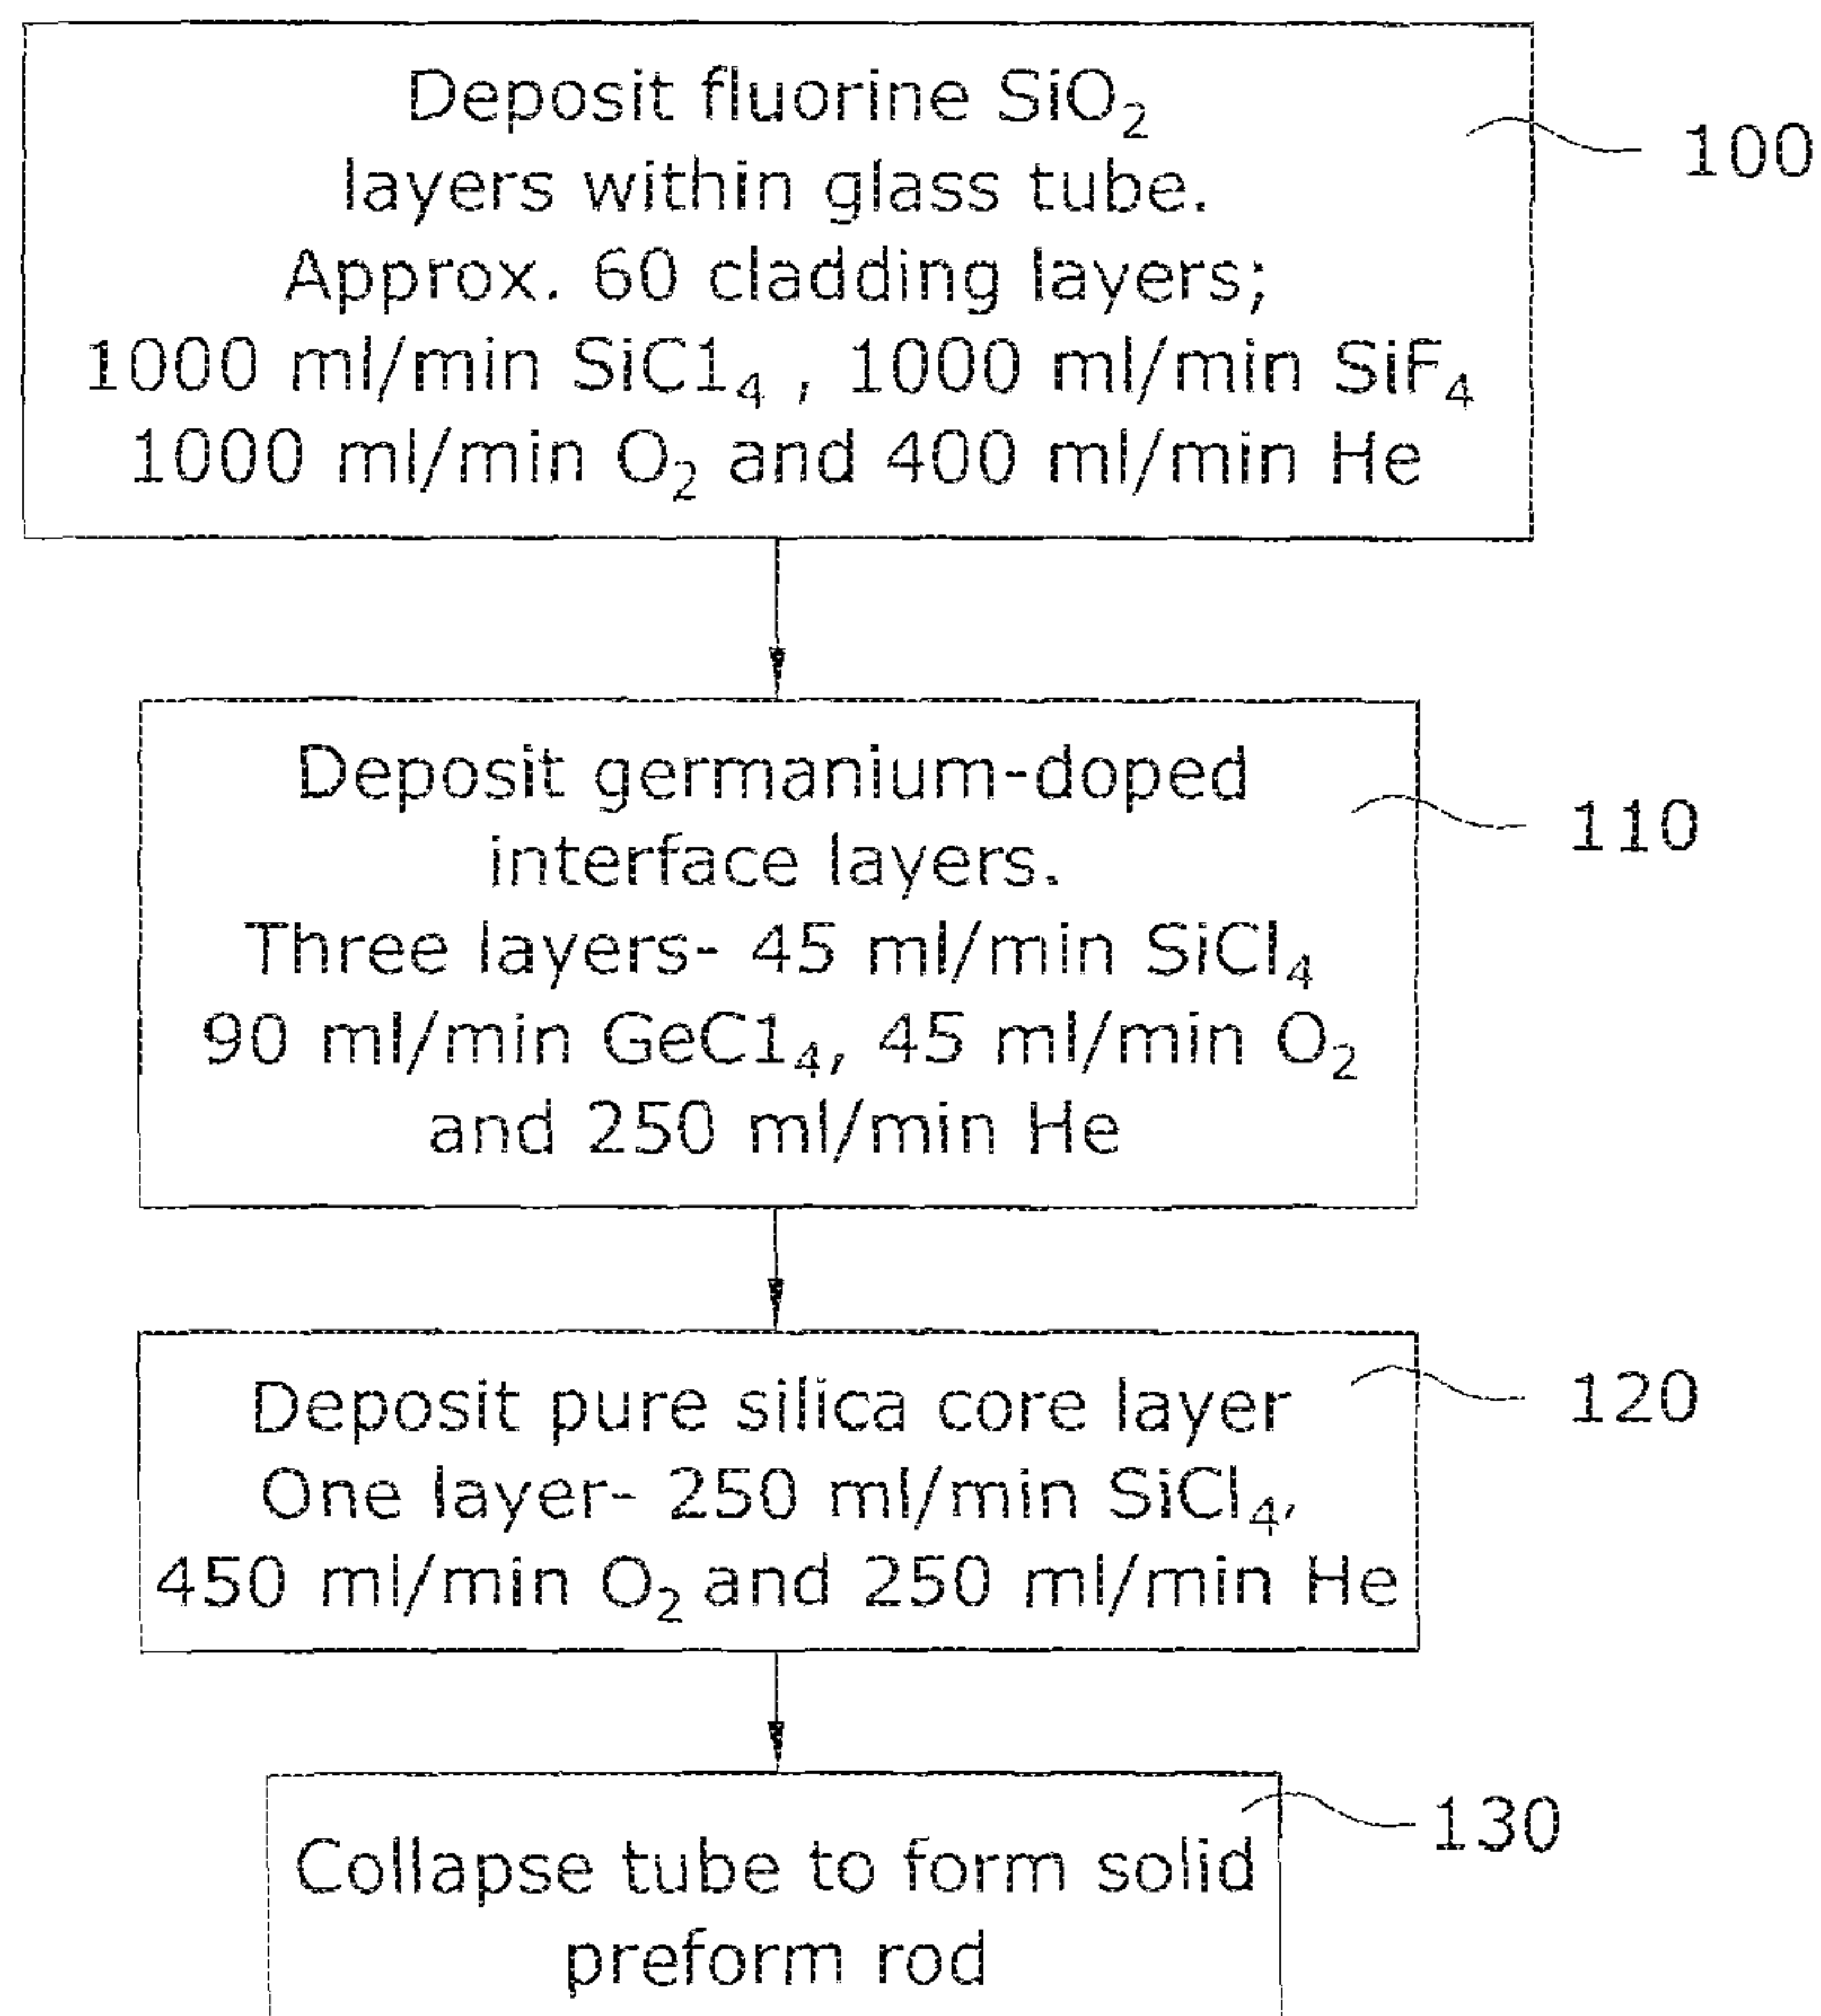 Deposit fluorine SiO₂
layers within glass tube.
Approx. 60 cladding layers;
1000 ml/min SiC1₄ , 1000 ml/min SiF₄
1000 ml/min O₂ and 400 ml/min He
100
Deposit germanium-doped
interface layers.
Three layers- 45 ml/min SiCl₄
90 ml/min GeC1₄, 45 ml/min O₂
and 250 ml/min He
110
Deposit pure silica core layer
One layer- 250 ml/min SiCl₄,
450 ml/min O₂ and 250 ml/min He
120
Collapse tube to form solid
preform rod
130